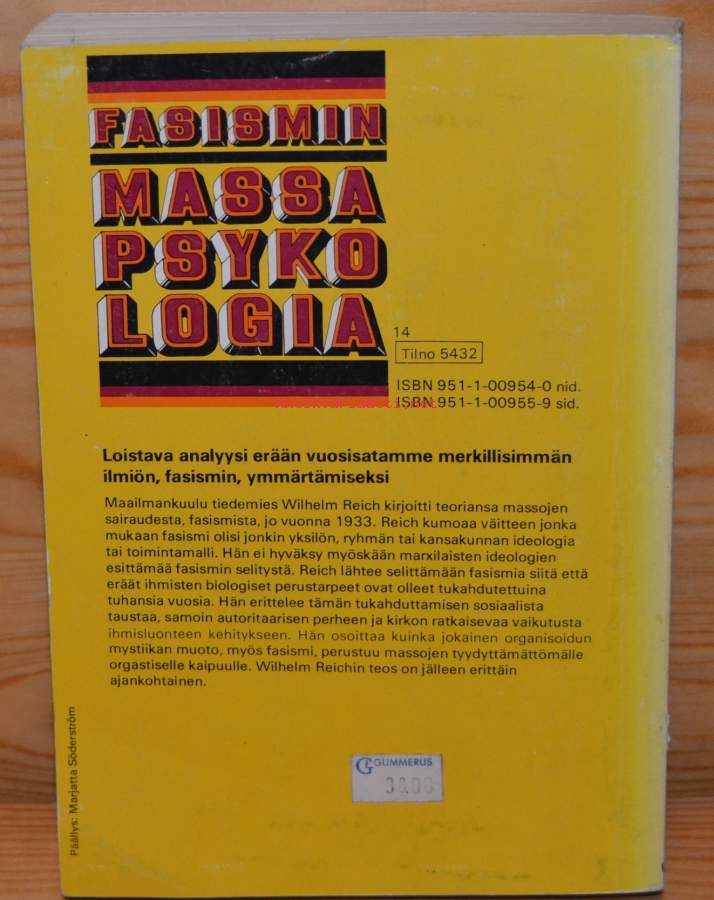 FASISMIN
MASSA
PSYKO
LOGIA
14
Tilno 5432
ISBN 951-1-00954-0 nid.
ISBN 951-1-00955-9 sid.
Loistava analyysi erään vuosisatamme merkillisimmän
ilmiön, fasismin, ymmärtämiseksi
Maailmankuulu tiedemies Wilhelm Reich kirjoitti teoriansa massojen
sairaudesta, fasismista, jo vuonna 1933. Reich kumoaa väitteen jonka
mukaan fasismi olisi jonkin yksilön, ryhmän tai kansakunnan ideologia
tai toimintamalli. Hän ei hyväksy myöskään marxilaisten ideologien
esittämää fasismin selitystä. Reich lähtee selittämään fasismia siitä että
eräät ihmisten biologiset perustarpeet ovat olleet tukahdutettuina
tuhansia vuosia. Hän erittelee tämän tukahduttamisen sosiaalista
taustaa, samoin autoritaarisen perheen ja kirkon ratkaisevaa vaikutusta
ihmisluonteen kehitykseen. Hän osoittaa kuinka jokainen organisoidun
mystiikan muoto, myös fasismi, perustuu massojen tyydyttämättömälle
orgastiselle kaipuulle. Wilhelm Reichin teos on jälleen erittäin
ajankohtainen.
Päällys: Marjatta Söderström
GUMMERUS